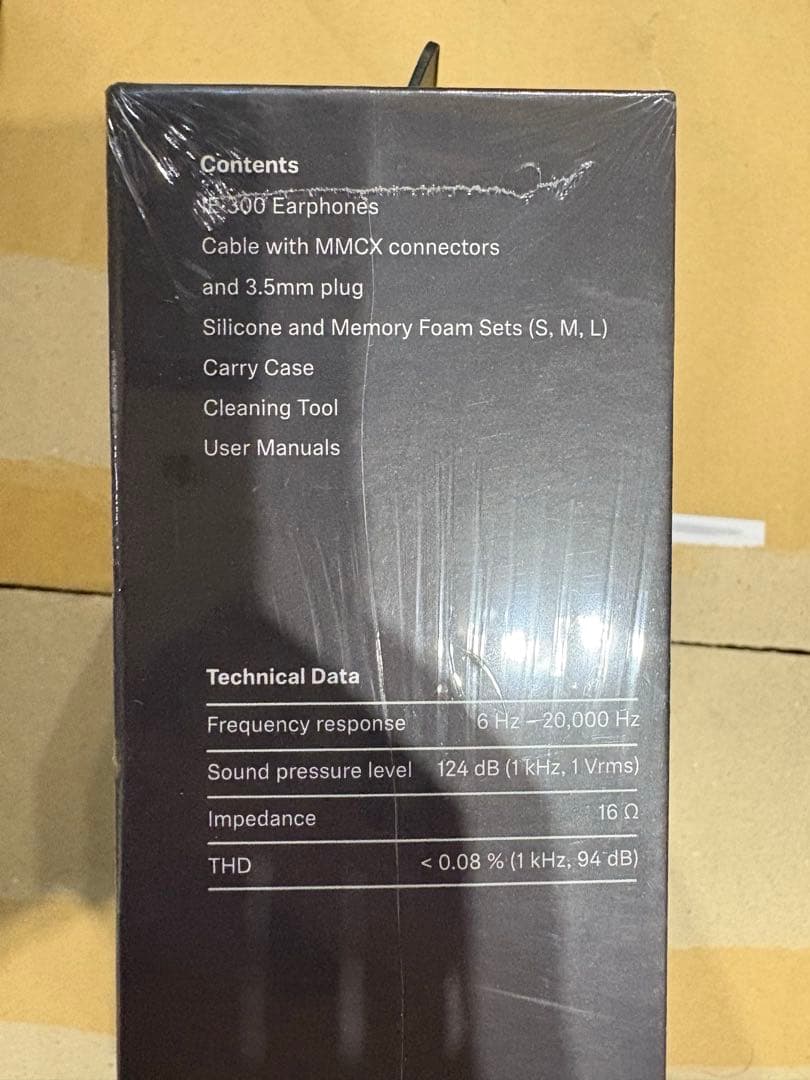 Contents
IE 300 Earphones
Cable with MMCX connectors
and 3.5mm plug
Silicone and Memory Foam Sets (S, M, L)
Carry Case
Cleaning Tool
User Manuals
Technical Data
Frequency response 6 Hz – 20,000 Hz
Sound pressure level 124 dB (1 kHz, 1 Vrms)
Impedance 16 Ω
THD < 0.08 % (1 kHz, 94 dB)